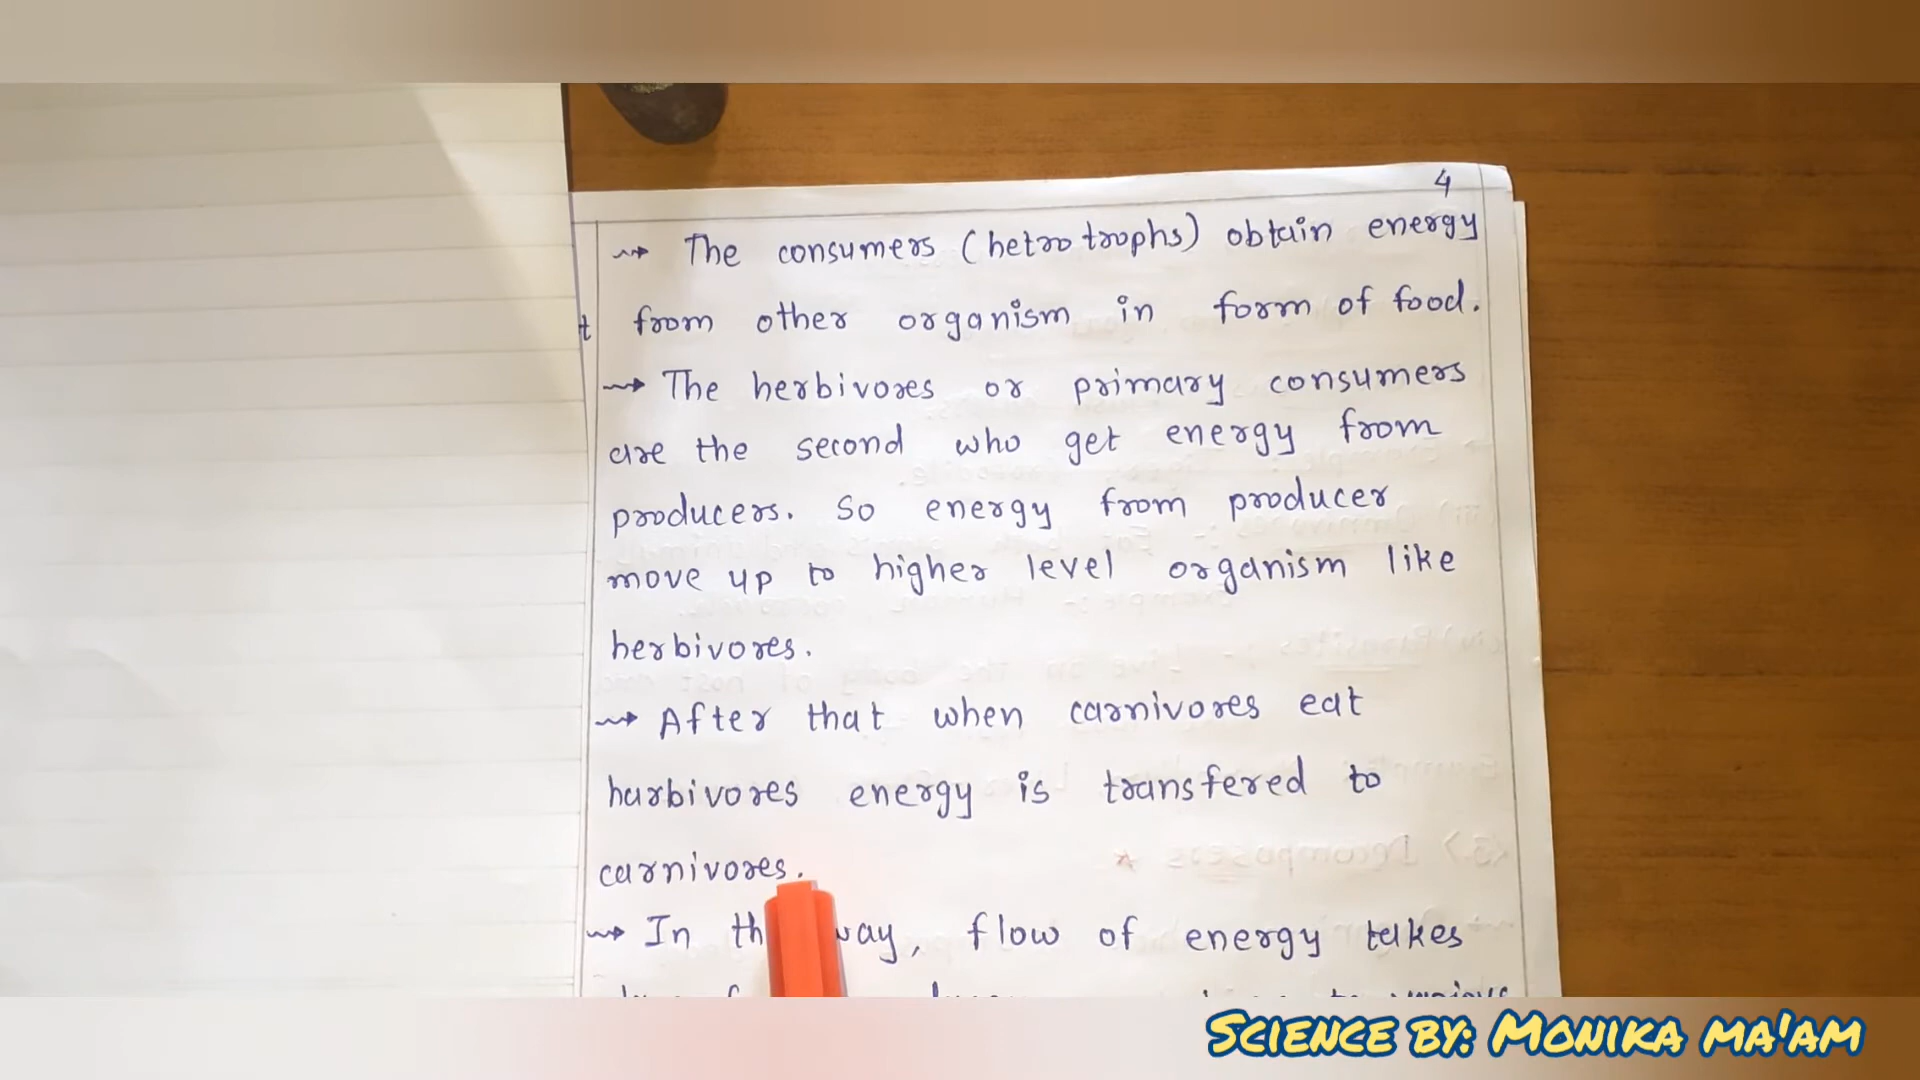 4
⇝ The consumers (hetrotrophs) obtain energy
t from other organism in form of food.
⇝ The herbivores or primary consumers
are the second who get energy from
producers. So energy from producer
move up to higher level organism like
herbivores.
⇝ After that when carnivores eat
harbivores energy is transfered to
carnivores.
⇝ In way, flow of energy takes
SCIENCE BY: MONIKA MA'AM